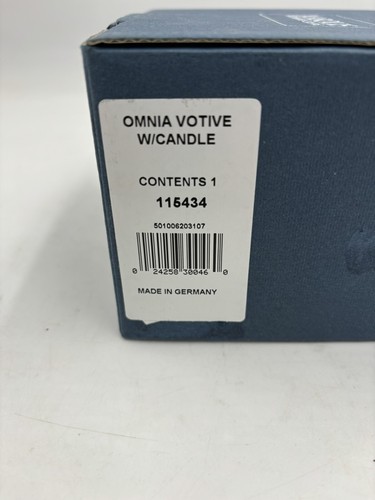 OMNIA VOTIVE
W/CANDLE
CONTENTS 1
115434
501006203107
0 24258 30046 0
MADE IN GERMANY